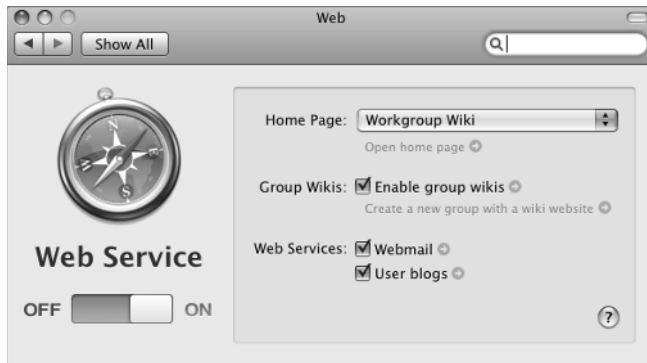 Web
Show All
Home Page: Workgroup Wiki
Open home page
Group Wikis: Enable group wikis
Create a new group with a wiki website
Web Services: Webmail
User blogs
Web Service
OFF ON
?